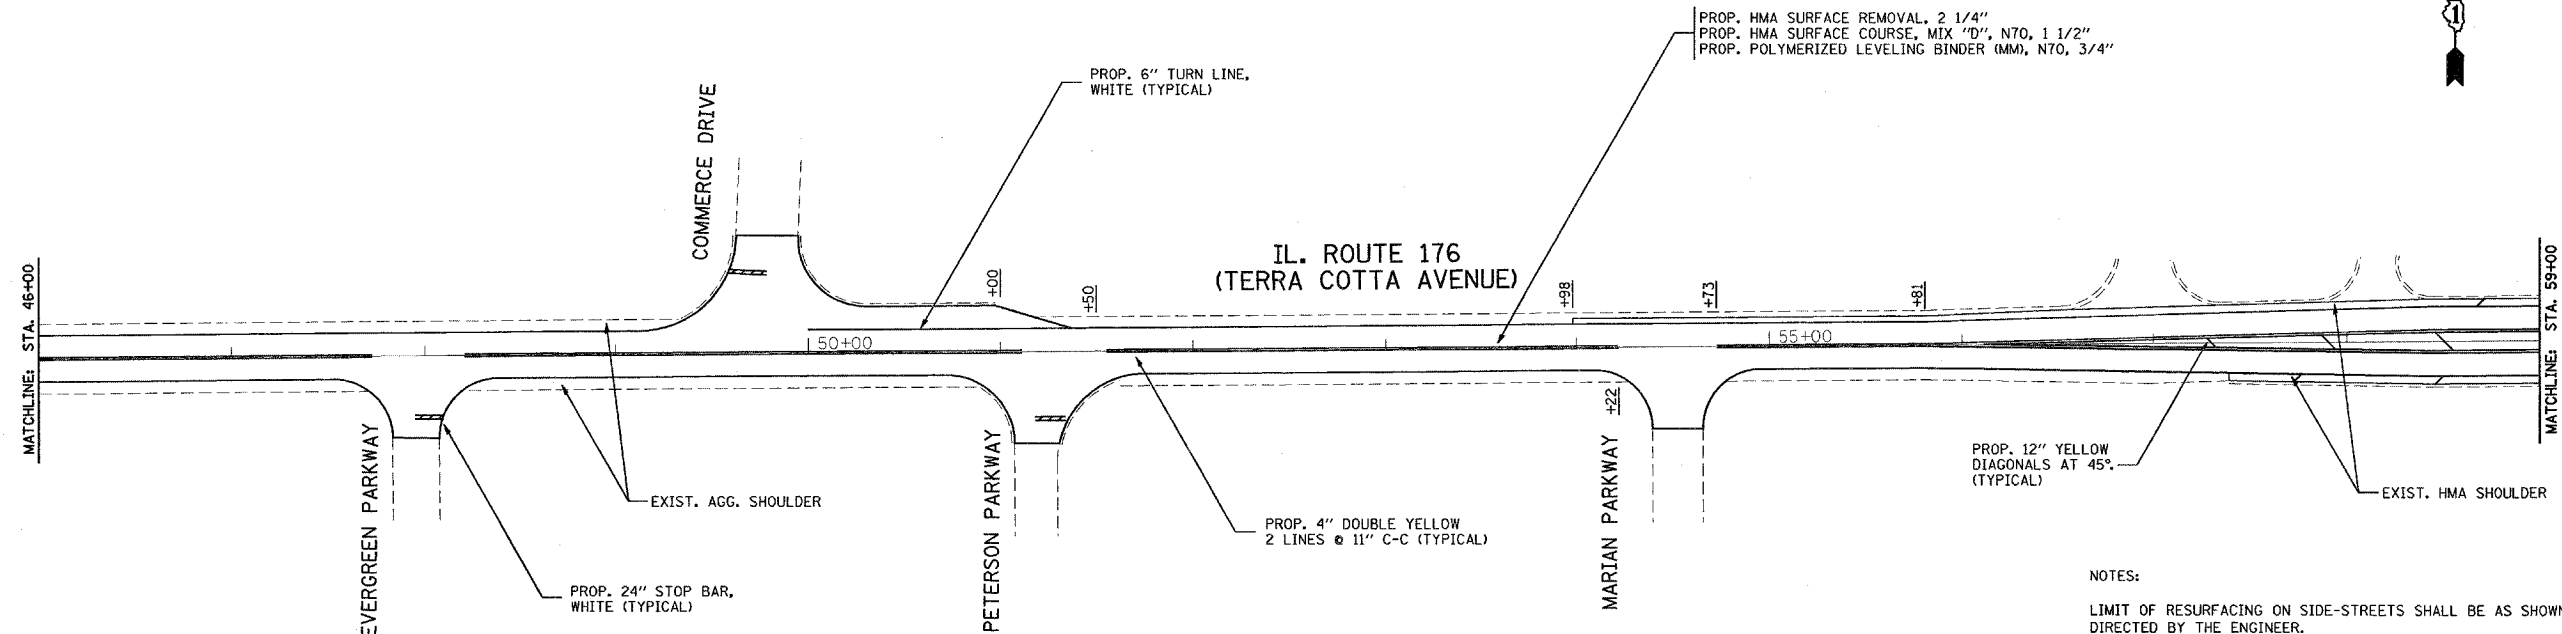 PROP. HMA SURFACE REMOVAL, 2 1/4"
PROP. HMA SURFACE COURSE, MIX "D", N70, 1 1/2"
PROP. POLYMERIZED LEVELING BINDER (MM), N70, 3/4"
1
PROP. 6" TURN LINE,
WHITE (TYPICAL)
COMMERCE DRIVE
IL. ROUTE 176
(TERRA COTTA AVENUE)
MATCHLINE: STA. 46+00
+00
+50
+98
+73
+81
MATCHLINE: STA. 59+00
50+00
55+00
+22
EVERGREEN PARKWAY
EXIST. AGG. SHOULDER
PROP. 24" STOP BAR,
WHITE (TYPICAL)
PETERSON PARKWAY
PROP. 4" DOUBLE YELLOW
2 LINES @ 11" C-C (TYPICAL)
MARIAN PARKWAY
PROP. 12" YELLOW
DIAGONALS AT 45°.
(TYPICAL)
EXIST. HMA SHOULDER
NOTES:
LIMIT OF RESURFACING ON SIDE-STREETS SHALL BE AS SHOWN
DIRECTED BY THE ENGINEER.